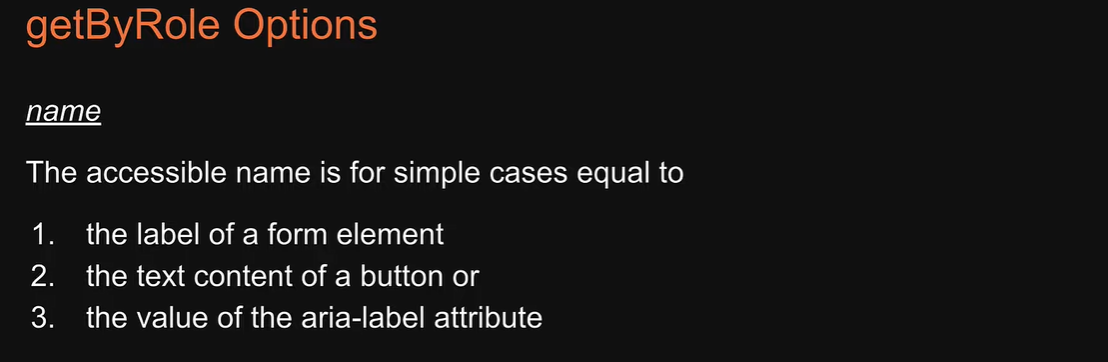 getByRole Options
name
The accessible name is for simple cases equal to
1. the label of a form element
2. the text content of a button or
3. the value of the aria-label attribute